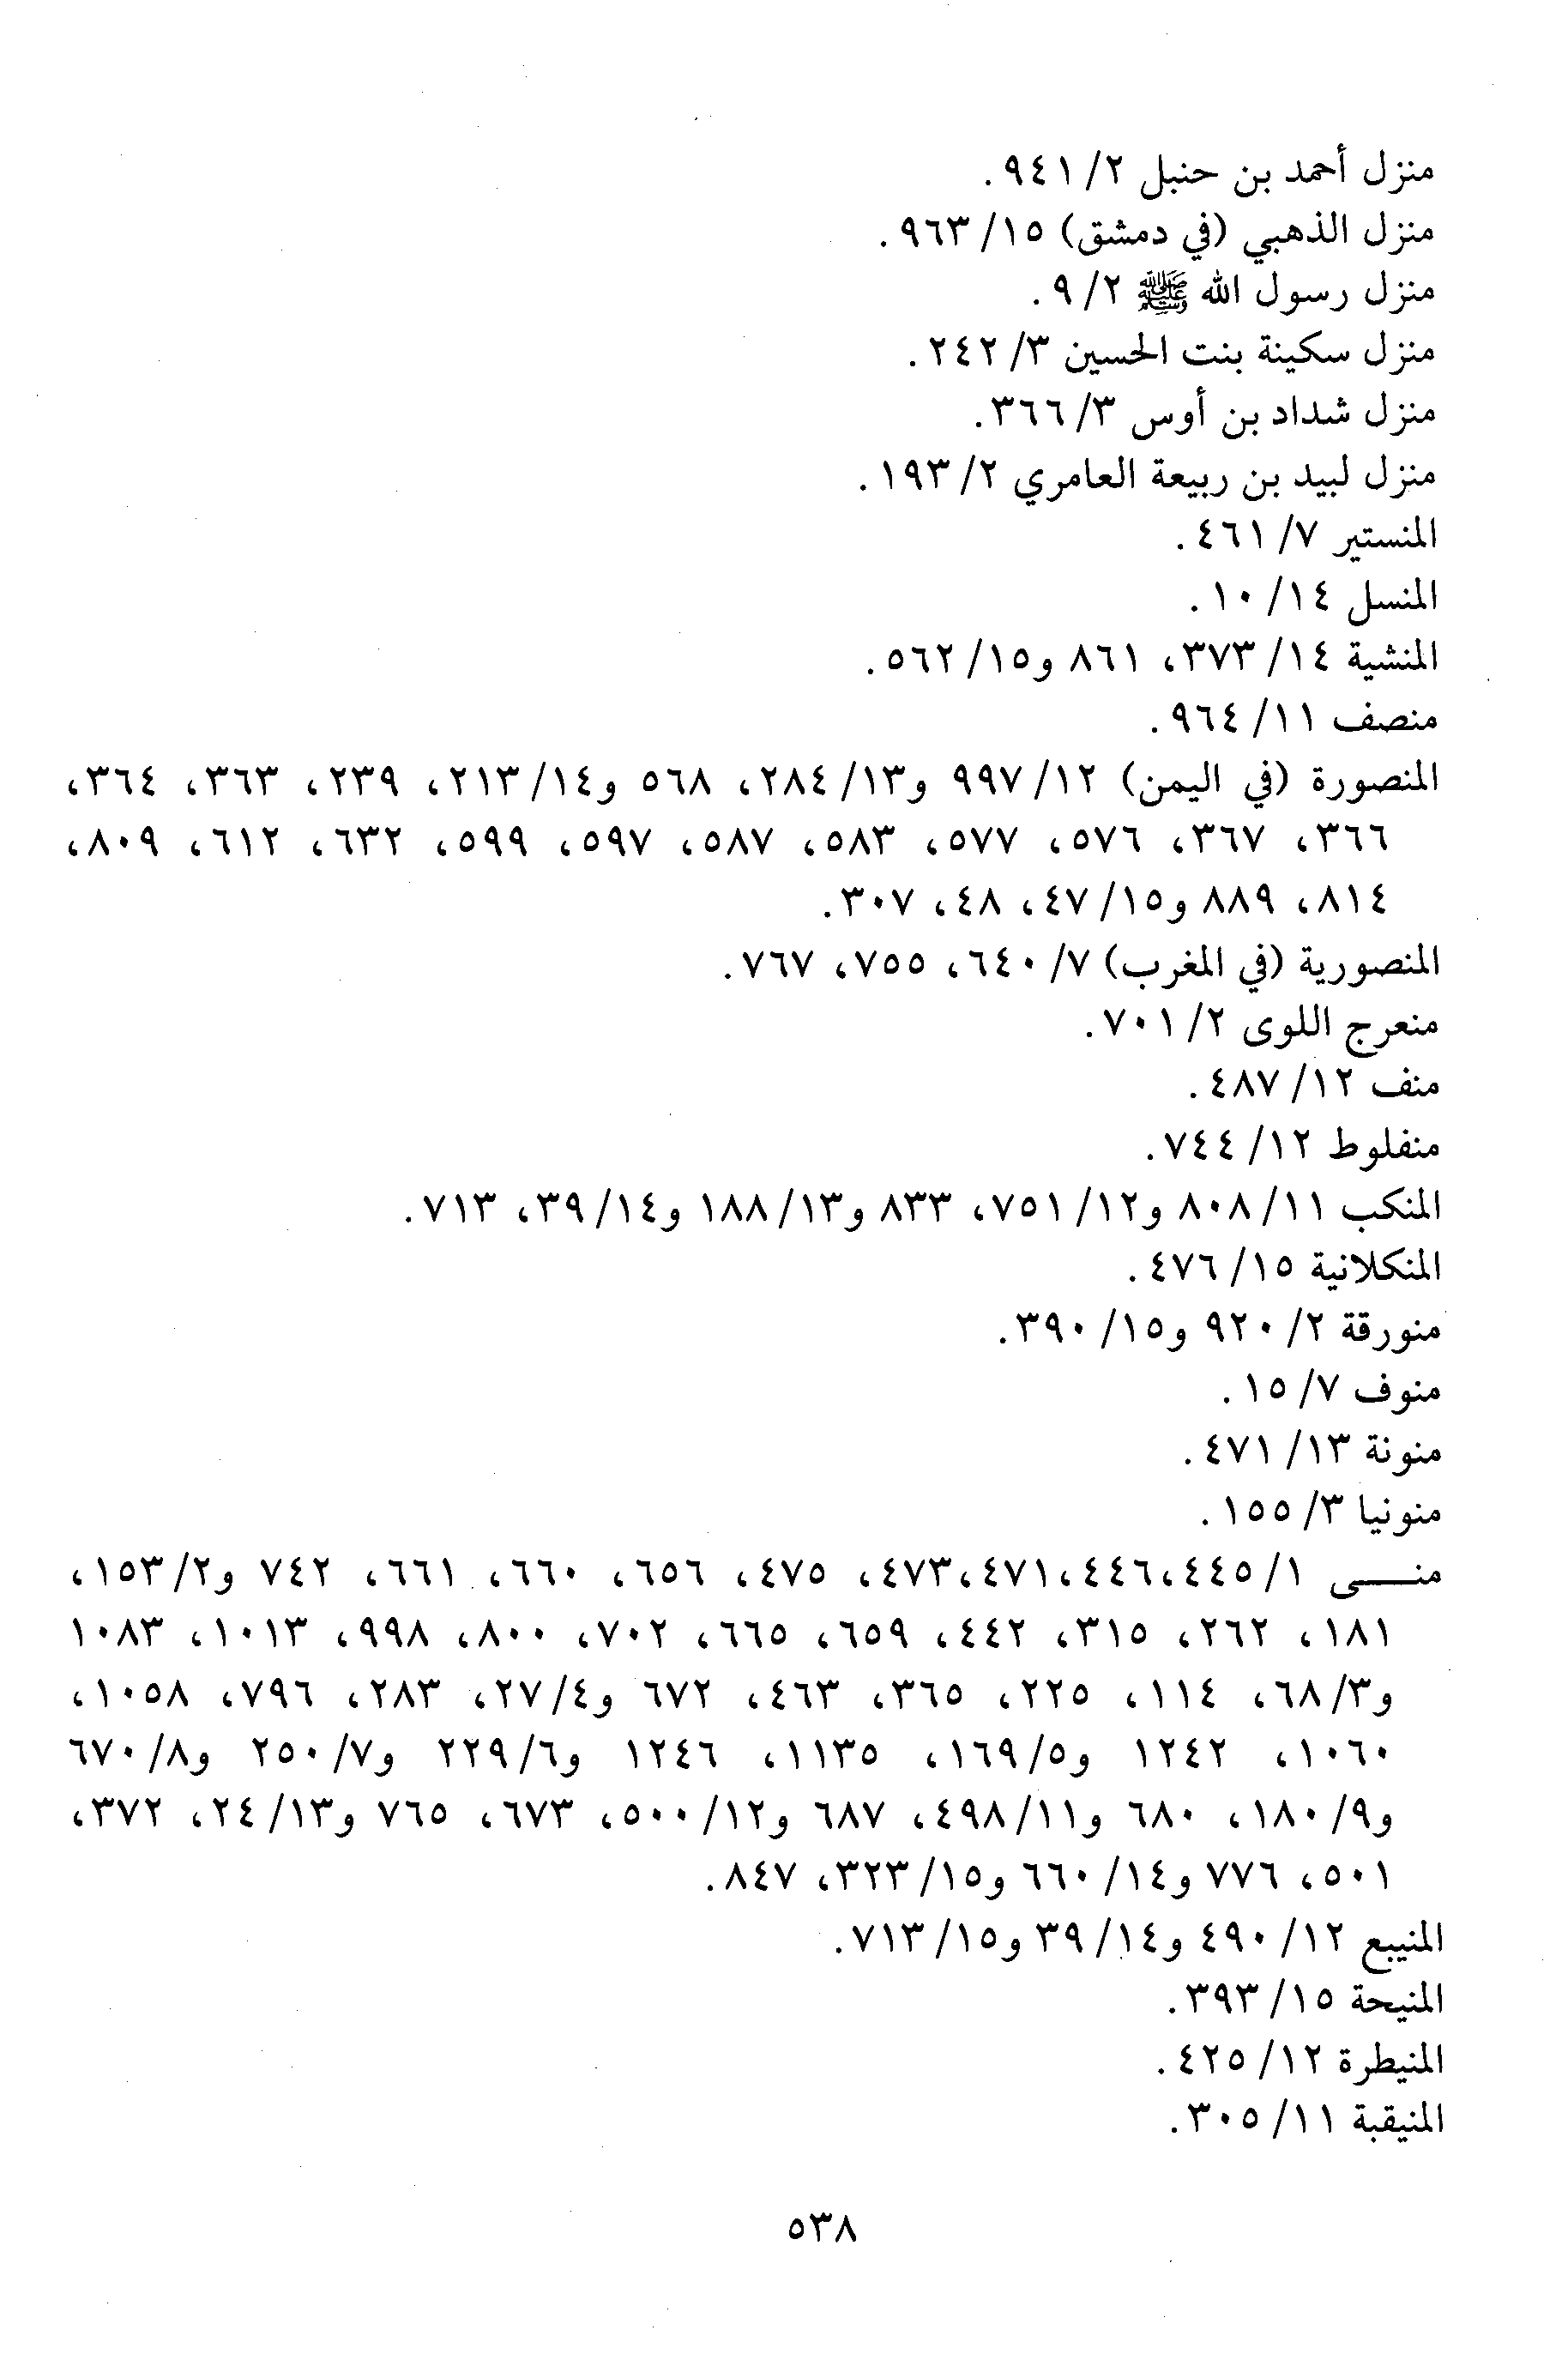 منزل أحمد بن حنبل ٢/ ٩٤١.
منزل الذهبي (في دمشق) ١٥/ ٩٦٣.
منزل رسول الله ﷺ ٢/ ٩.
منزل سكينة بنت الحسين ٣/ ٢٤٢.
منزل شداد بن أوس ٣/ ٣٦٦.
منزل لبيد بن ربيعة العامري ٢/ ١٩٣.
المنستير ٧/ ٤٦١.
المنسل ١٤/ ١٠.
المنشية ١٤/ ٣٧٣، ٨٦١ و١٥/ ٥٦٢.
منصف ١١/ ٩٦٤.
المنصورة (في اليمن) ١٢/ ٩٩٧ و١٣/ ٢٨٤، ٥٦٨ و١٤/ ٢١٣، ٢٣٩، ٣٦٣، ٣٦٤،
٣٦٦، ٣٦٧، ٥٧٦، ٥٧٧، ٥٨٣، ٥٨٧، ٥٩٧، ٥٩٩، ٦٣٢، ٦١٢، ٨٠٩،
٨١٤، ٨٨٩ و١٥/ ٤٧، ٤٨، ٣٠٧.
المنصورية (في المغرب) ٧/ ٦٤٠، ٧٥٥، ٧٦٧.
منعرج اللوى ٢/ ٧٠١.
منف ١٢/ ٤٨٧.
منفلوط ١٢/ ٧٤٤.
المنكب ١١/ ٨٠٨ و١٢/ ٧٥١، ٨٣٣ و١٣/ ١٨٨ و١٤/ ٣٩، ٧١٣.
المنكلانية ١٥/ ٤٧٦.
منورقة ٢/ ٩٢٠ و١٥/ ٣٩٠.
منوف ٧/ ١٥.
منونة ١٣/ ٤٧١.
منونيا ٣/ ١٥٥.
منــــى ١/ ٤٤٥،٤٤٦،٤٧١،٤٧٣، ٤٧٥، ٦٥٦، ٦٦٠، ٦٦١، ٧٤٢ و٢/ ١٥٣،
١٨١، ٢٦٢، ٣١٥، ٤٤٢، ٦٥٩، ٦٦٥، ٧٠٢، ٨٠٠، ٩٩٨، ١٠١٣، ١٠٨٣
و٣/ ٦٨، ١١٤، ٢٢٥، ٣٦٥، ٤٦٣، ٦٧٢ و٤/ ٢٧، ٢٨٣، ٧٩٦، ١٠٥٨،
١٠٦٠، ١٢٤٢ و٥/ ١٦٩، ١١٣٥، ١٢٤٦ و٦/ ٢٢٩ و٧/ ٢٥٠ و٨/ ٦٧٠
و٩/ ١٨٠، ٦٨٠ و١١/ ٤٩٨، ٦٨٧ و١٢/ ٥٠٠، ٦٧٣، ٧٦٥ و١٣/ ٢٤، ٣٧٢،
٥٠١، ٧٧٦ و١٤/ ٦٦٠ و١٥/ ٣٢٣، ٨٤٧.
المنيبع ١٢/ ٤٩٠ و١٤/ ٣٩ و١٥/ ٧١٣.
المنيحة ١٥/ ٣٩٣.
المنيطرة ١٢/ ٤٢٥.
المنيقبة ١١/ ٣٠٥.
٥٣٨